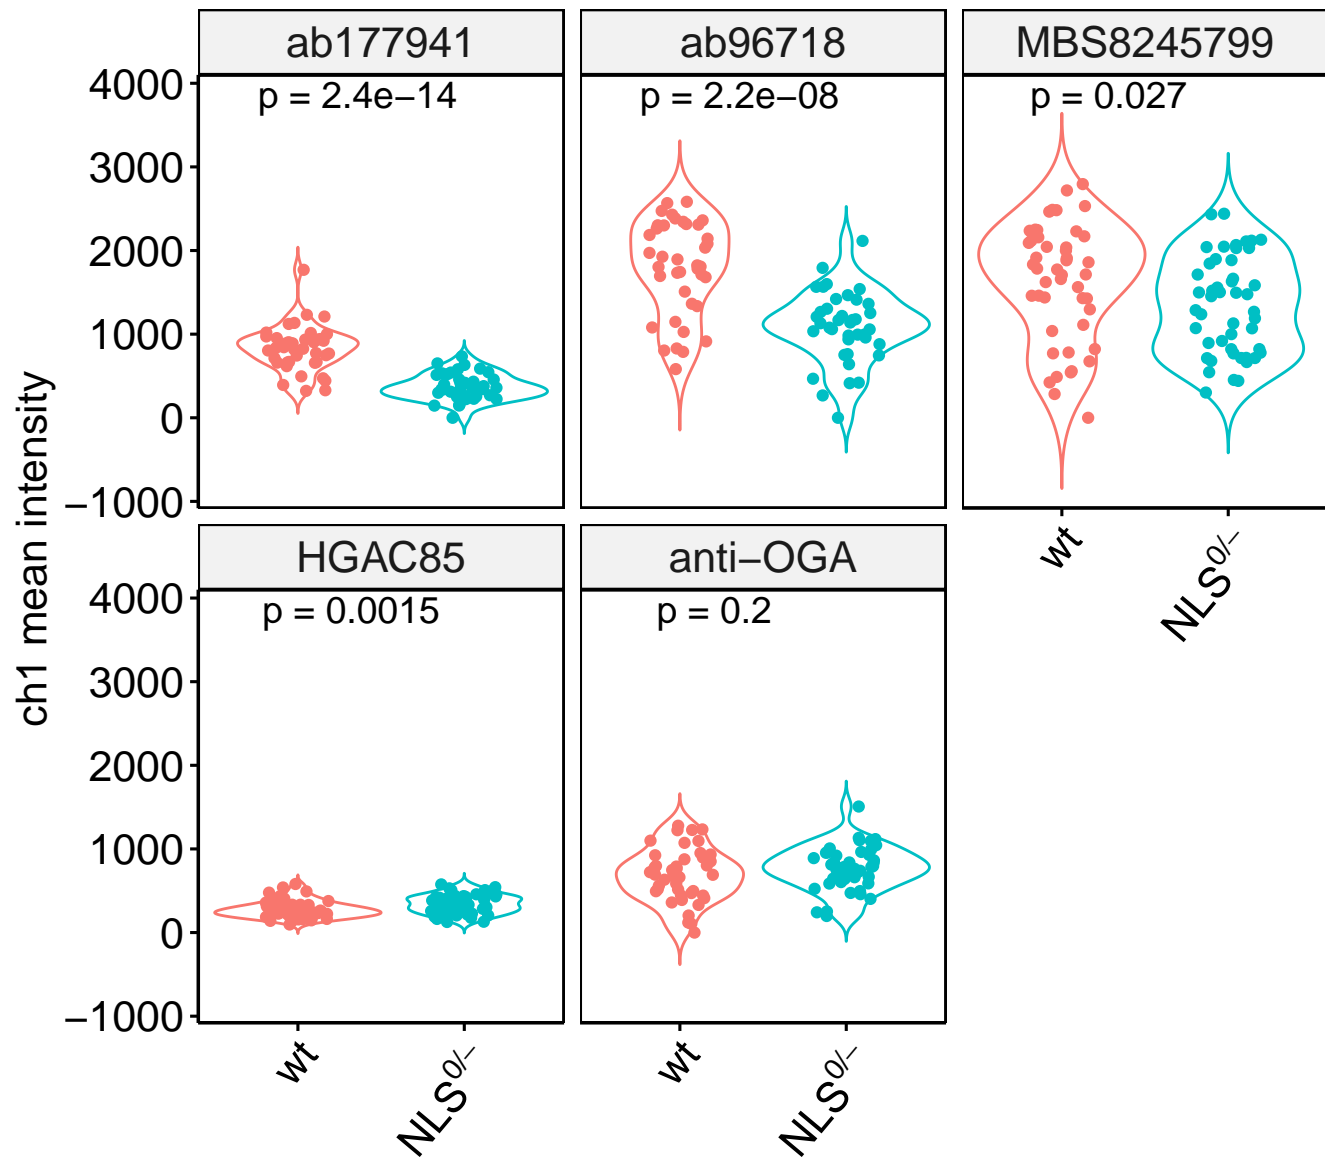 ab177941
ab96718
MBS8245799
p = 2.4e−14
p = 2.2e−08
p = 0.027
4000
3000
2000
1000
0
−1000
wt
NLS0/−
ch1 mean intensity
HGAC85
anti−OGA
p = 0.0015
p = 0.2
4000
3000
2000
1000
0
−1000
wt
NLS0/−
wt
NLS0/−